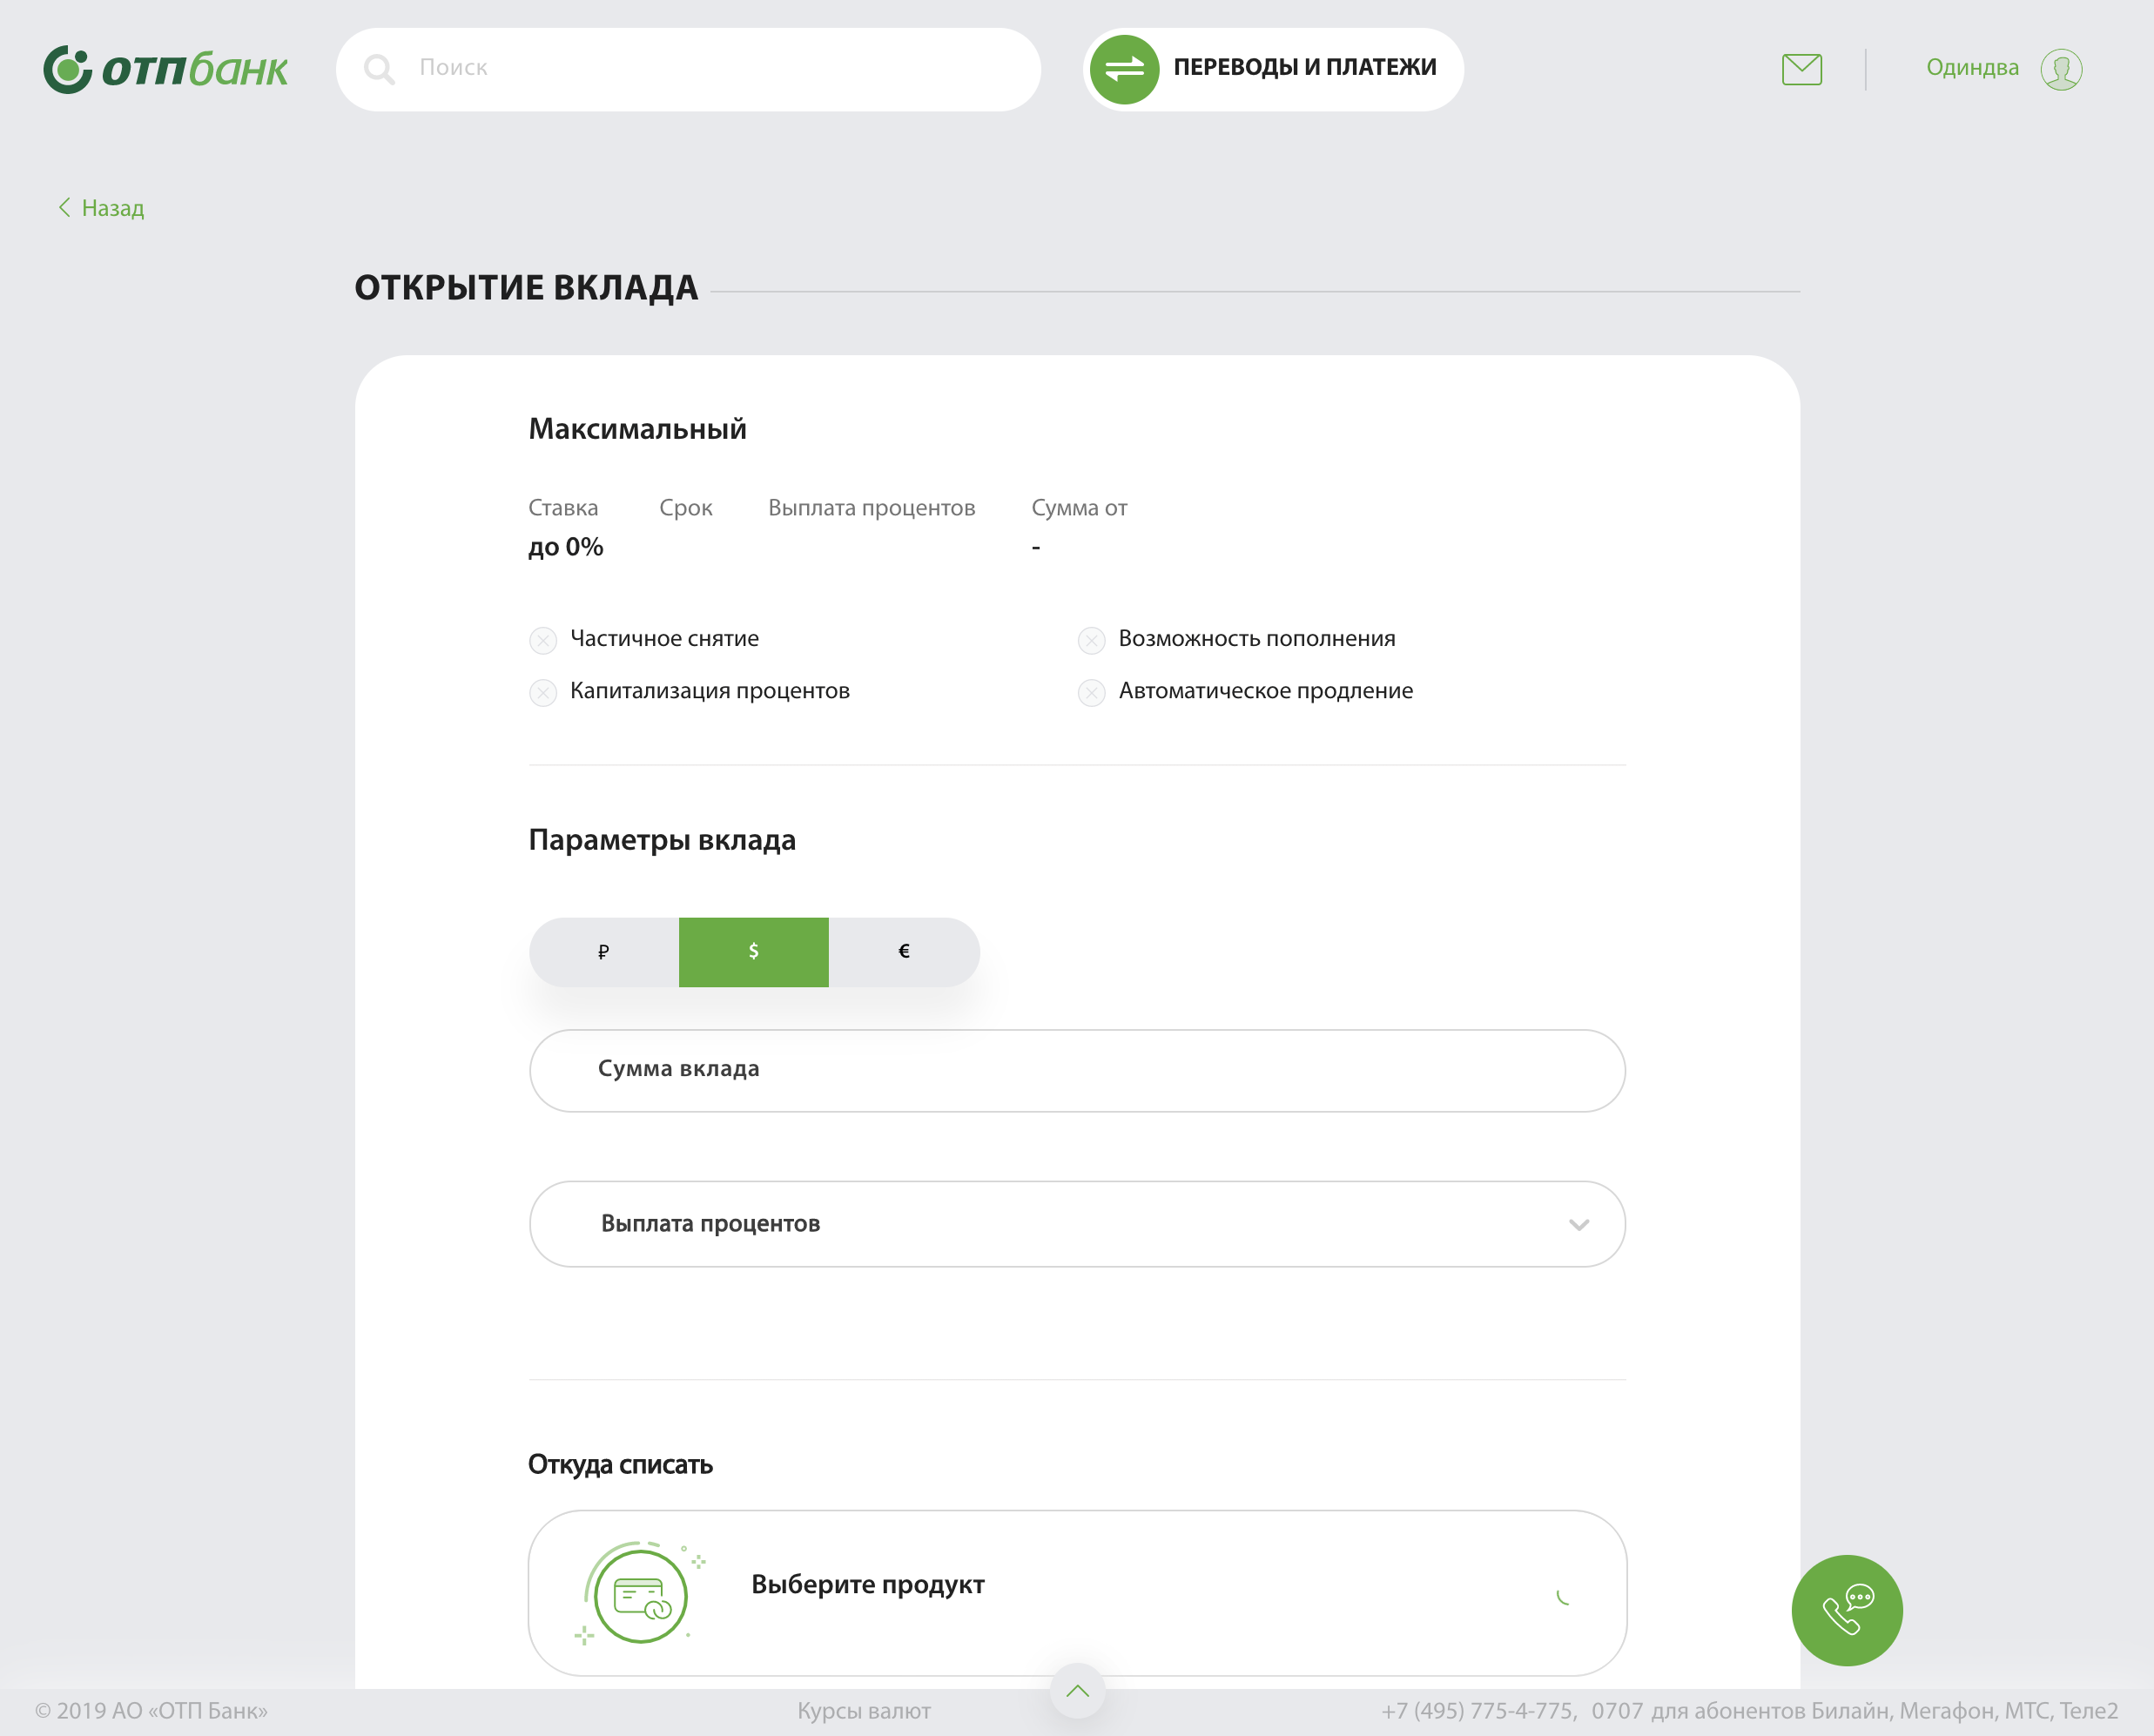 отпбанк
Поиск
ПЕРЕВОДЫ И ПЛАТЕЖИ
Одиндва
Назад
ОТКРЫТИЕ ВКЛАДА
Максимальный
Ставка Срок Выплата процентов Сумма от
до 0% -
Частичное снятие Возможность пополнения
Капитализация процентов Автоматическое продление
Параметры вклада
₽ $ €
Сумма вклада
Выплата процентов
Откуда списать
Выберите продукт
© 2019 АО «ОТП Банк» Курсы валют +7 (495) 775-4-775, 0707 для абонентов Билайн, Мегафон, МТС, Теле2